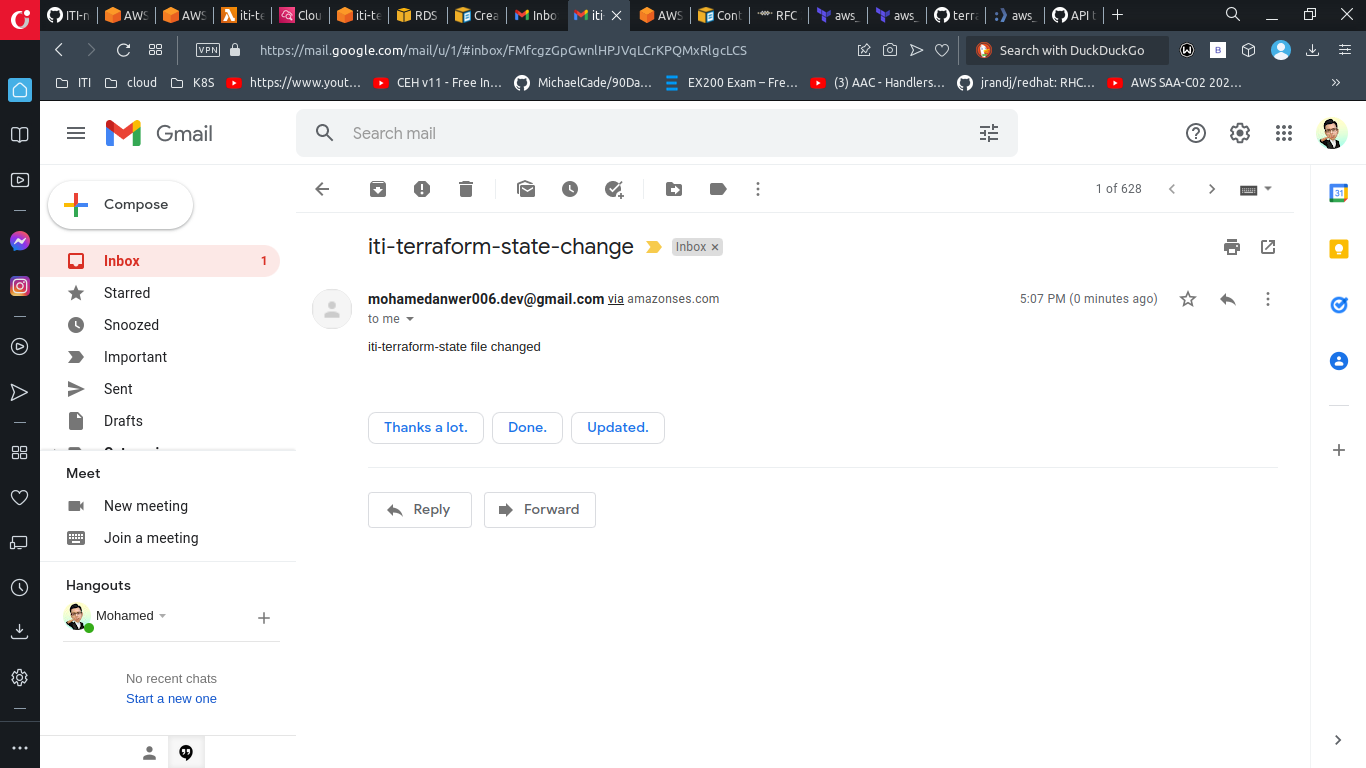 ITI-n
AWS
AWS
iti-te
Clou
iti-te
RDS
Crea
Inbo
iti-
AWS
Cont
RFC
aws_
aws_
terra
aws_
API t
VPN
https://mail.google.com/mail/u/1/#inbox/FMfcgzGpGwnlHPJVqLCrKPQMxRlgcLCS
Search with DuckDuckGo
B
ITI
cloud
K8S
https://www.yout...
CEH v11 - Free In...
MichaelCade/90Da...
EX200 Exam – Fre...
(3) AAC - Handlers...
jrandj/redhat: RHC...
AWS SAA-C02 202...
»
Gmail
Search mail
Compose
1 of 628
31
Inbox 1
Starred
Snoozed
Important
Sent
Drafts
Meet
New meeting
Join a meeting
Hangouts
Mohamed
No recent chats
Start a new one
iti-terraform-state-change
Inbox ×
mohamedanwer006.dev@gmail.com via amazonses.com
5:07 PM (0 minutes ago)
to me
iti-terraform-state file changed
Thanks a lot.
Done.
Updated.
Reply
Forward